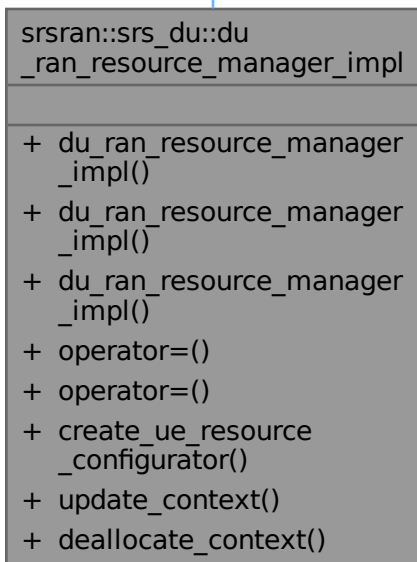 srsran::srs_du::du
_ran_resource_manager_impl
+ du_ran_resource_manager
_impl()
+ du_ran_resource_manager
_impl()
+ du_ran_resource_manager
_impl()
+ operator=()
+ operator=()
+ create_ue_resource
_configurator()
+ update_context()
+ deallocate_context()